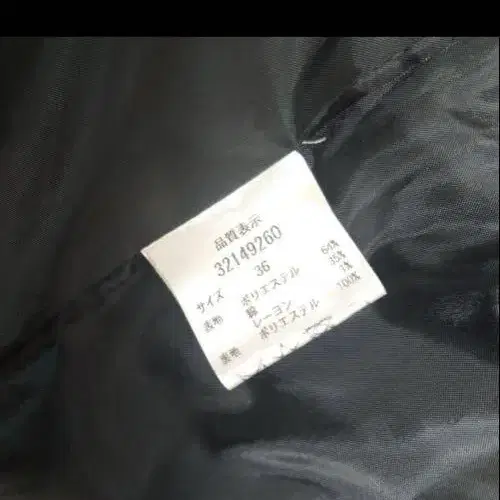 品質表示
32149260
サイズ 36
表地 ポリエステル 64%
綿 35%
レーヨン 1%
裏地 ポリエステル 100%